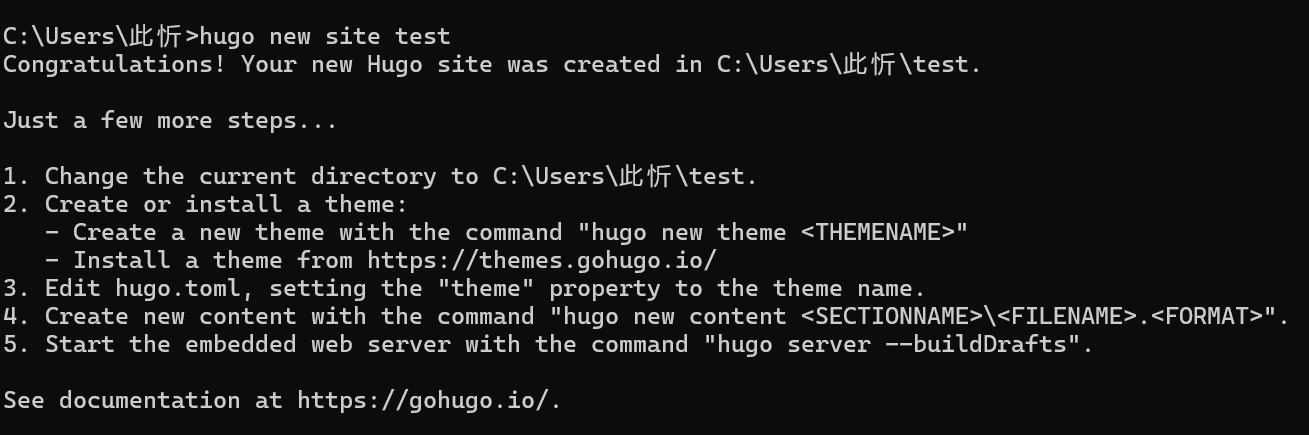 C:\Users\此忻>hugo new site test
Congratulations! Your new Hugo site was created in C:\Users\此忻\test.
Just a few more steps...
1. Change the current directory to C:\Users\此忻\test.
2. Create or install a theme:
   - Create a new theme with the command "hugo new theme <THEMENAME>"
   - Install a theme from https://themes.gohugo.io/
3. Edit hugo.toml, setting the "theme" property to the theme name.
4. Create new content with the command "hugo new content <SECTIONNAME>\<FILENAME>.<FORMAT>".
5. Start the embedded web server with the command "hugo server --buildDrafts".
See documentation at https://gohugo.io/.